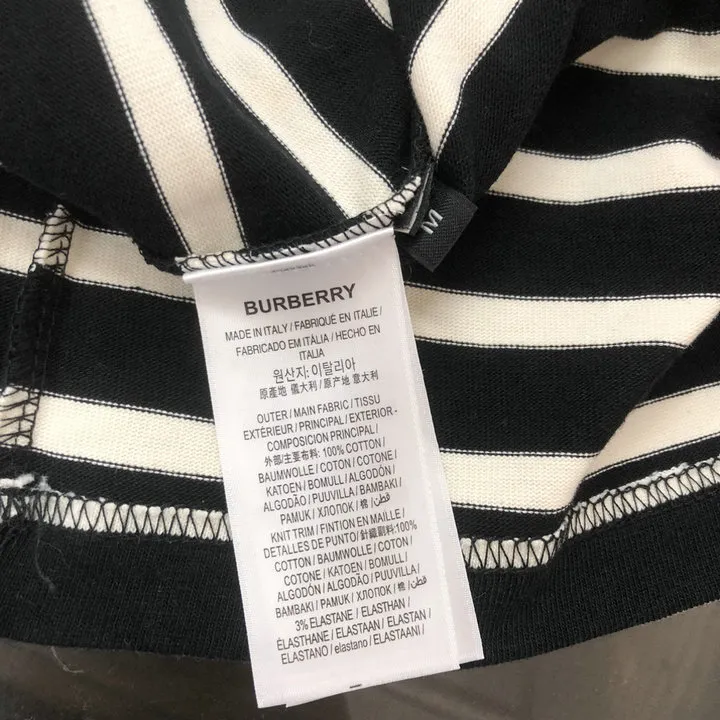 M
BURBERRY
MADE IN ITALY / FABRIQUÉ EN ITALIE /
FABRICADO EM ITÁLIA / HECHO EN
ITALIA
원산지: 이탈리아
原產地 儀大利 / 原产地 意大利
OUTER / MAIN FABRIC / TISSU
EXTÉRIEUR / PRINCIPAL / EXTERIOR -
COMPOSICION PRINCIPAL /
外部/主要布料: 100% COTTON /
BAUMWOLLE / COTON / COTONE /
KATOEN / BOMULL / ALGODÓN /
ALGODÃO / PUUVILLA / BAMBAKI /
PAMUK / ХЛОПОК / 棉 / قطن /
KNIT TRIM / FINTION EN MAILLE /
DETALLES DE PUNTO / 針織副料:100%
COTTON / BAUMWOLLE / COTON /
COTONE / KATOEN / BOMULL /
ALGODÓN / ALGODÃO / PUUVILLA /
BAMBAKI / PAMUK / ХЛОПОК / 棉 / قطن /
3% ELASTANE / ELASTHAN /
ÉLASTHANE / ELASTAAN / ELASTAN /
ELASTANO / elastano / ELASTAANI /